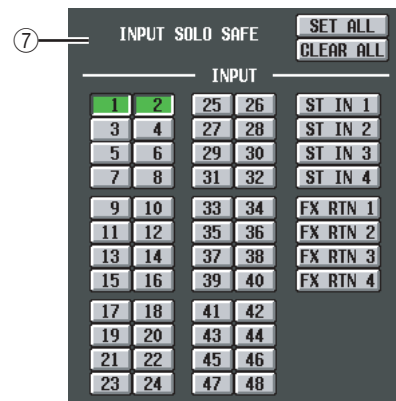 ⑦
INPUT SOLO SAFE
SET ALL
CLEAR ALL
INPUT
1 2 25 26 ST IN 1
3 4 27 28 ST IN 2
5 6 29 30 ST IN 3
7 8 31 32 ST IN 4
9 10 33 34 FX RTN 1
11 12 35 36 FX RTN 2
13 14 37 38 FX RTN 3
15 16 39 40 FX RTN 4
17 18 41 42
19 20 43 44
21 22 45 46
23 24 47 48